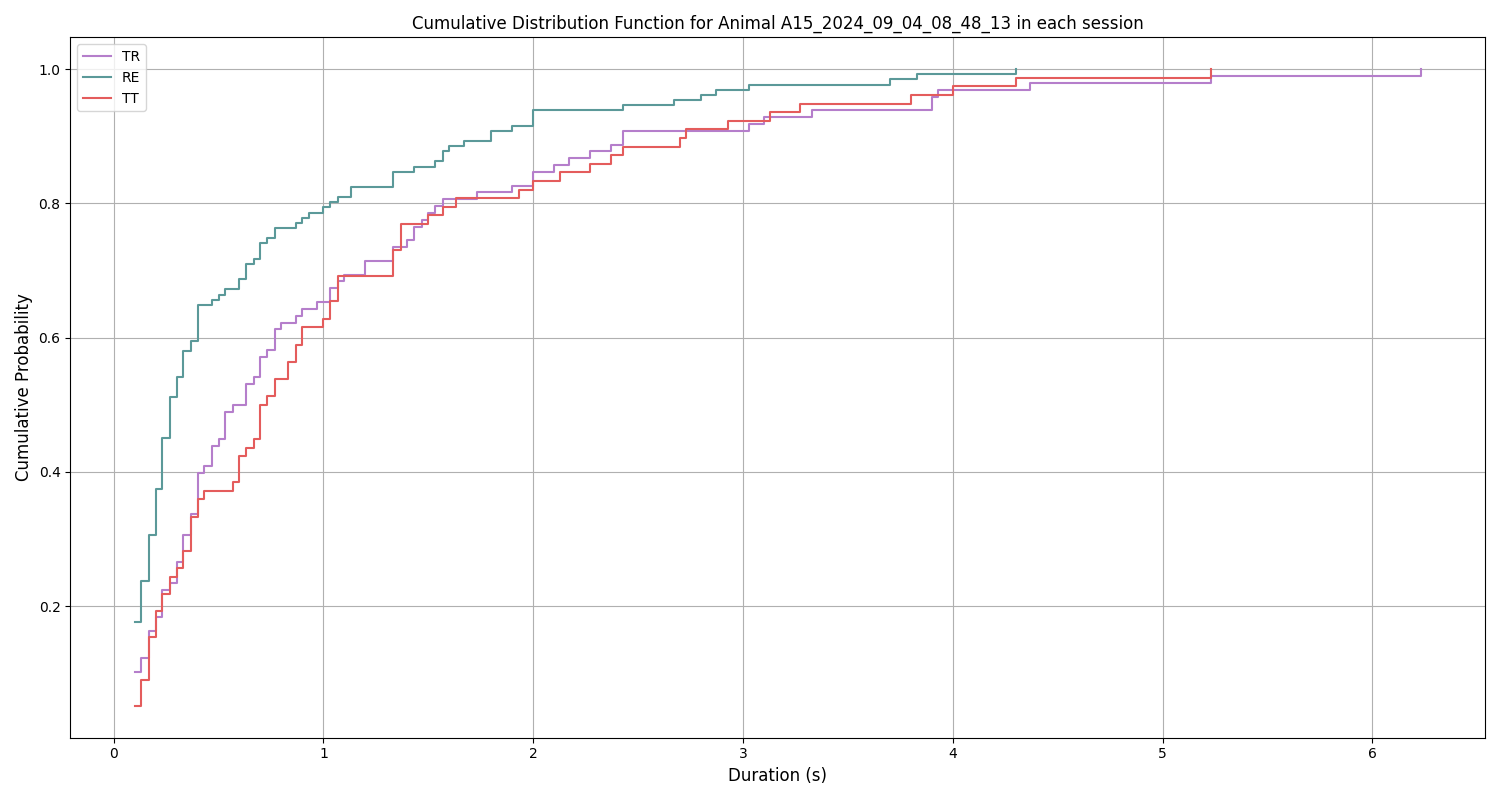 Cumulative Distribution Function for Animal A15_2024_09_04_08_48_13 in each session
TR
RE
TT
1.0
0.8
0.6
0.4
0.2
Cumulative Probability
0 1 2 3 4 5 6
Duration (s)